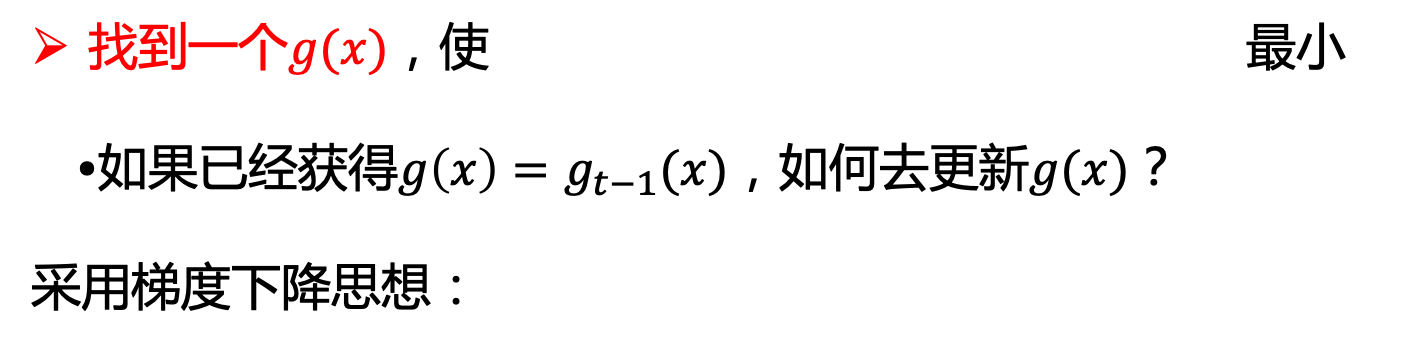 ➢ 找到一个g(x)，使 最小
•如果已经获得g(x) = gₜ₋₁(x)，如何去更新g(x)？
采用梯度下降思想：